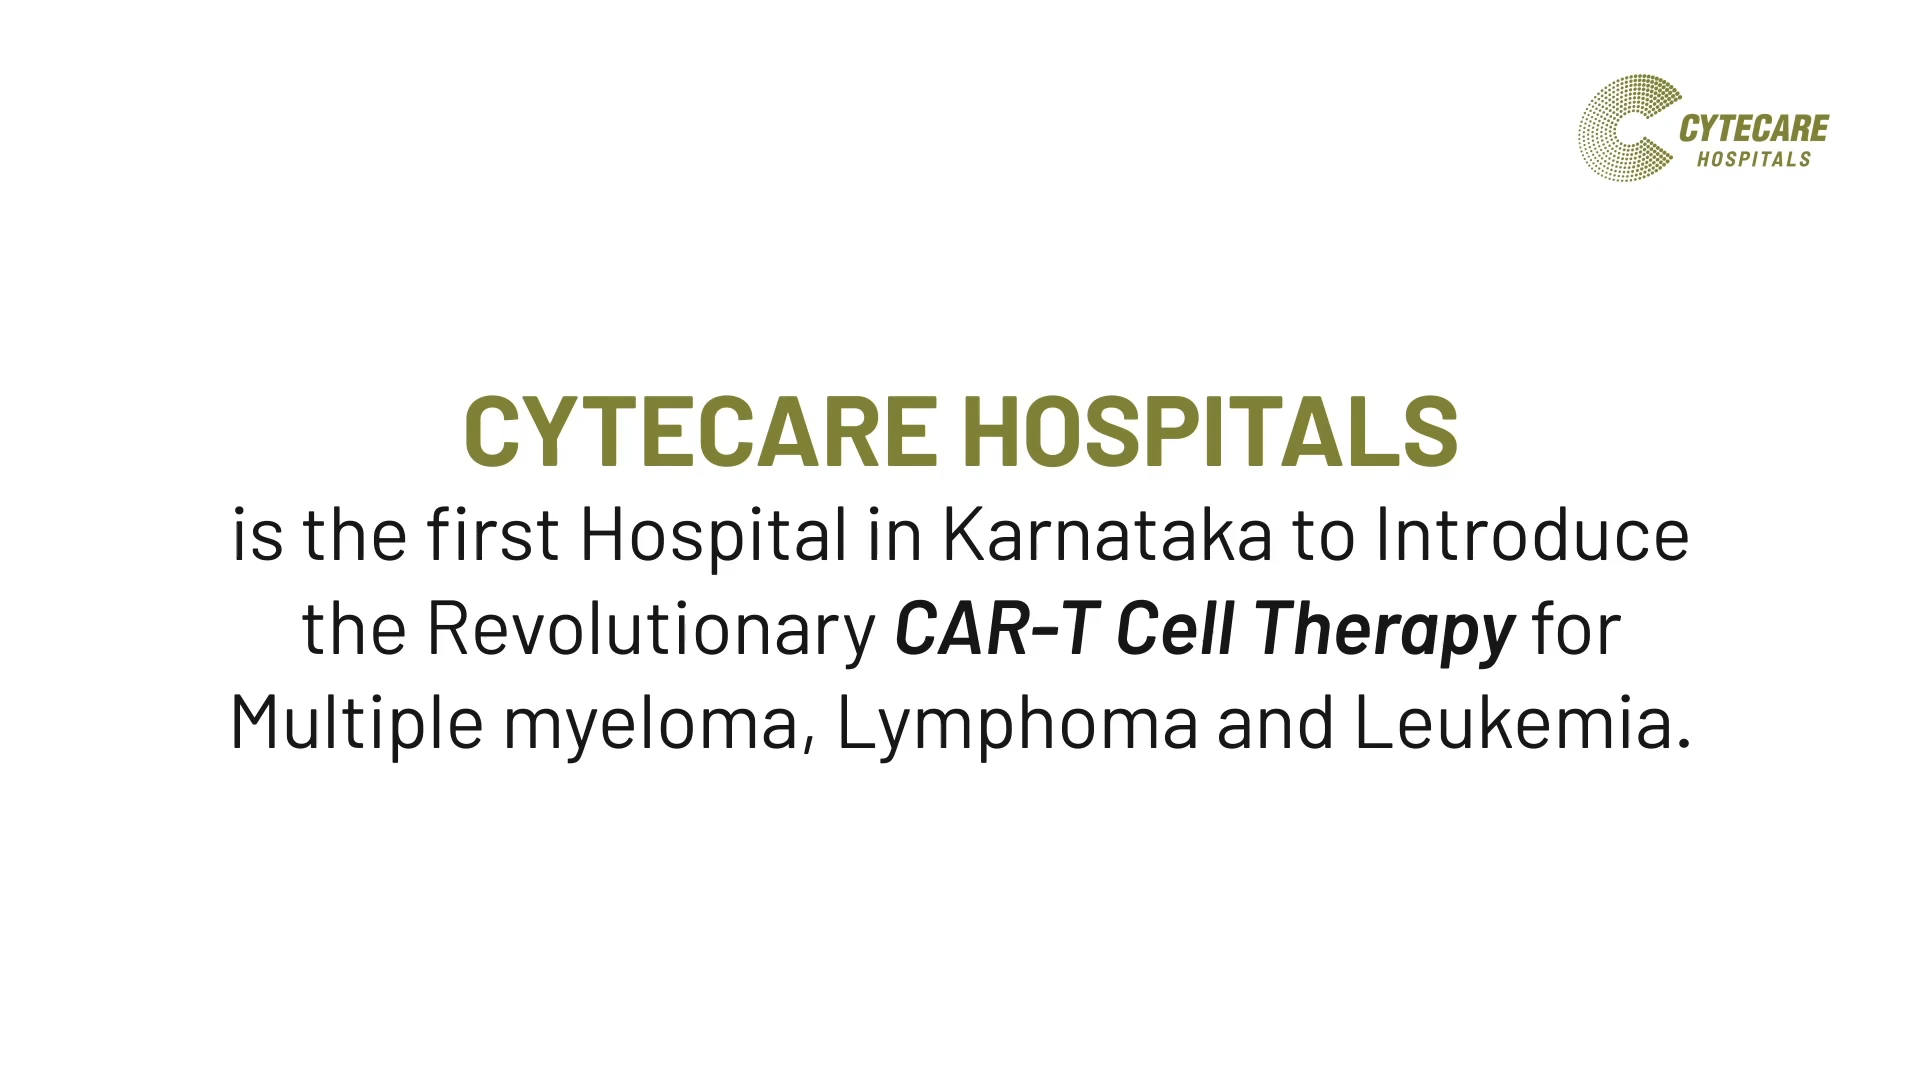 CYTECARE
HOSPITALS
CYTECARE HOSPITALS
is the first Hospital in Karnataka to Introduce
the Revolutionary CAR-T Cell Therapy for
Multiple myeloma, Lymphoma and Leukemia.